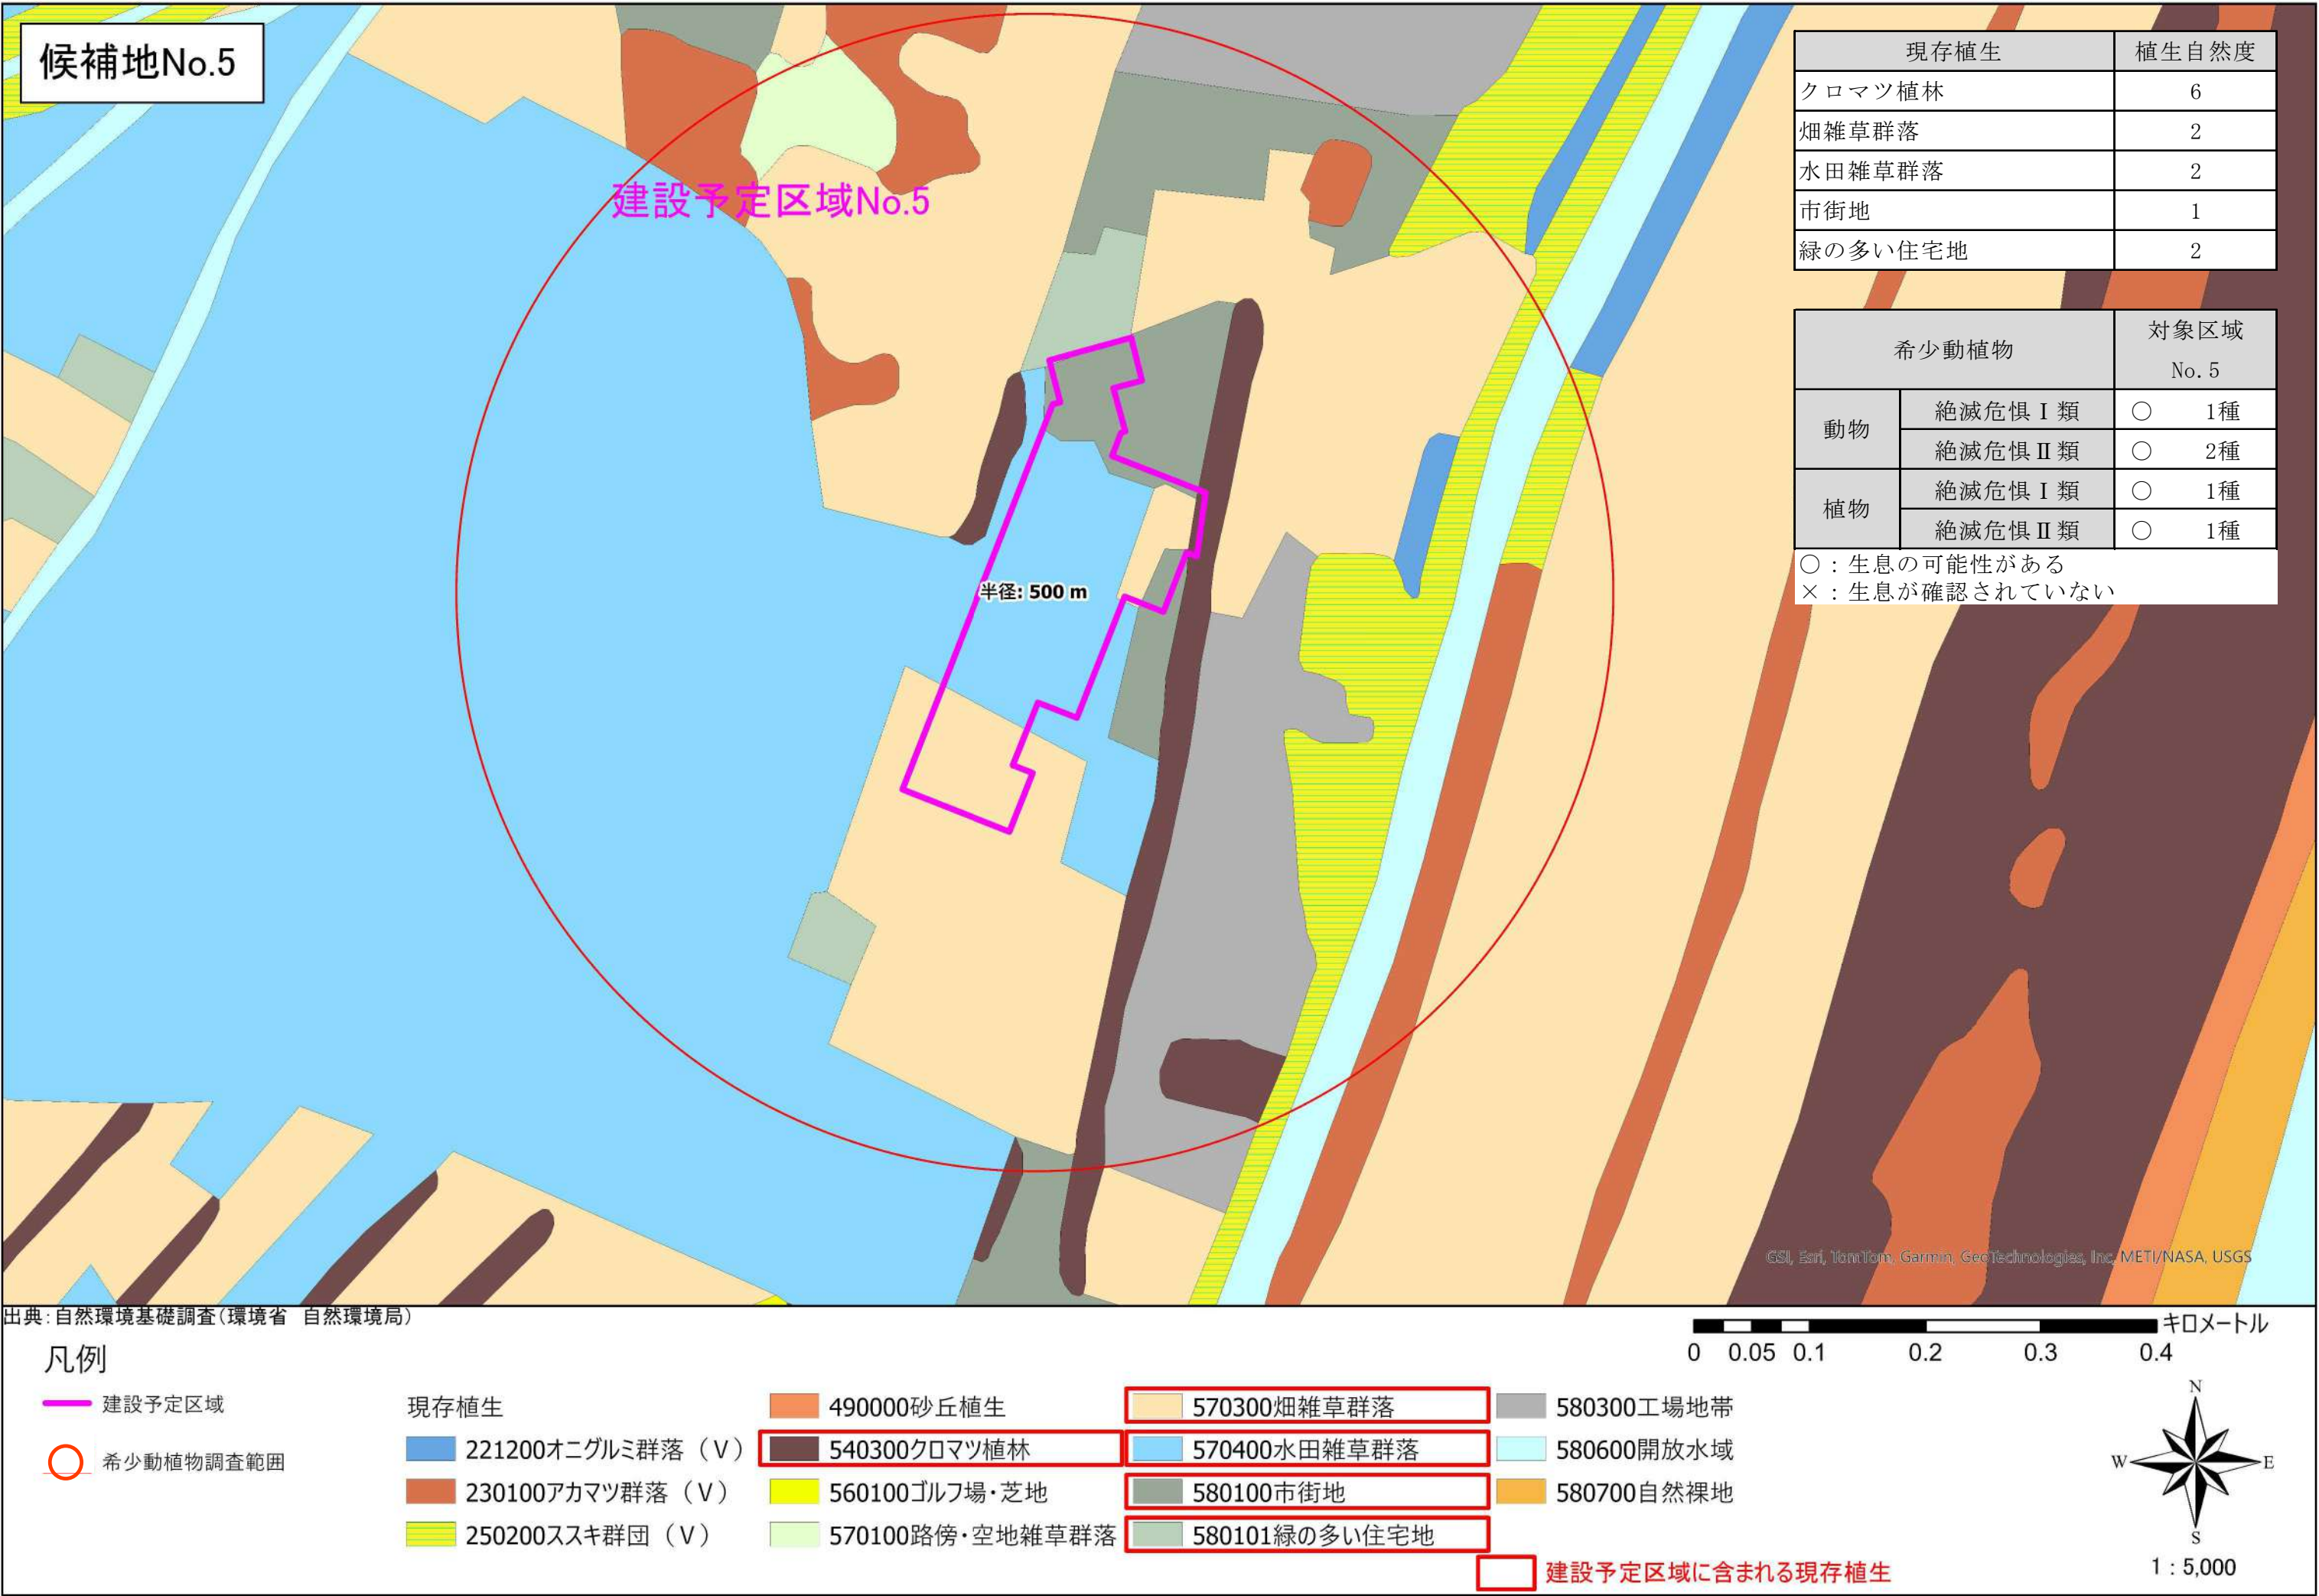 候補地No.5
現存植生 植生自然度
クロマツ植林 6
畑雑草群落 2
水田雑草群落 2
市街地 1
緑の多い住宅地 2
希少動植物 対象区域 No.5
動物 絶滅危惧Ⅰ類 ○ 1種
絶滅危惧Ⅱ類 ○ 2種
植物 絶滅危惧Ⅰ類 ○ 1種
絶滅危惧Ⅱ類 ○ 1種
○：生息の可能性がある
×：生息が確認されていない
建設予定区域No.5
半径: 500 m
GSI, Esri, TomTom, Garmin, GeoTechnologies, Inc, METI/NASA, USGS
出典：自然環境基礎調査（環境省 自然環境局）
キロメートル
0 0.05 0.1 0.2 0.3 0.4
凡例
建設予定区域
希少動植物調査範囲
現存植生
221200オニグルミ群落（Ⅴ）
230100アカマツ群落（Ⅴ）
250200ススキ群団（Ⅴ）
490000砂丘植生
540300クロマツ植林
560100ゴルフ場・芝地
570100路傍・空地雑草群落
570300畑雑草群落
570400水田雑草群落
580100市街地
580101緑の多い住宅地
580300工場地帯
580600開放水域
580700自然裸地
建設予定区域に含まれる現存植生
N
W E
S
1：5,000